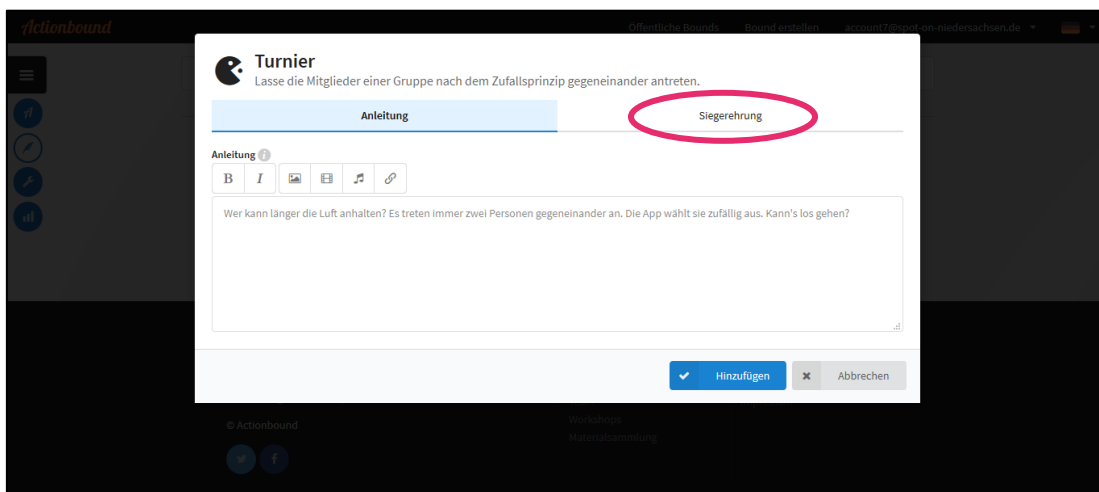 Actionbound
Öffentliche Bounds Bound erstellen account7@spot-on-niedersachsen.de
Turnier
Lasse die Mitglieder einer Gruppe nach dem Zufallsprinzip gegeneinander antreten.
Anleitung Siegerehrung
Anleitung
B I
Wer kann länger die Luft anhalten? Es treten immer zwei Personen gegeneinander an. Die App wählt sie zufällig aus. Kann's los gehen?
Hinzufügen Abbrechen
© Actionbound
Workshops
Materialsammlung